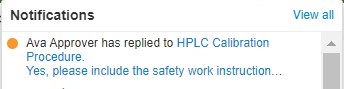 Notifications View all
Ava Approver has replied to HPLC Calibration
Procedure.
Yes, please include the safety work instruction...